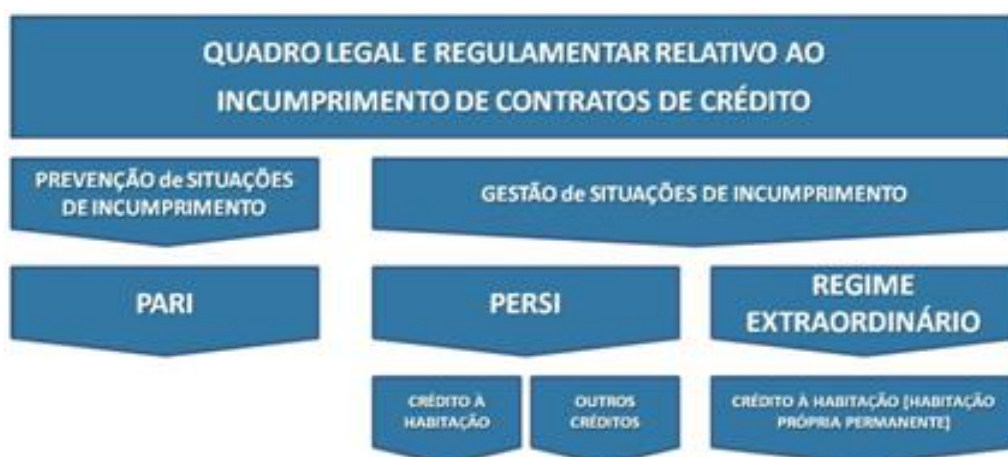 QUADRO LEGAL E REGULAMENTAR RELATIVO AO
INCUMPRIMENTO DE CONTRATOS DE CRÉDITO
PREVENÇÃO de SITUAÇÕES
DE INCUMPRIMENTO
GESTÃO de SITUAÇÕES DE INCUMPRIMENTO
PARI
PERSI
REGIME
EXTRAORDINÁRIO
CRÉDITO À
HABITAÇÃO
OUTROS
CRÉDITOS
CRÉDITO À HABITAÇÃO [HABITAÇÃO
PRÓPRIA PERMANENTE]